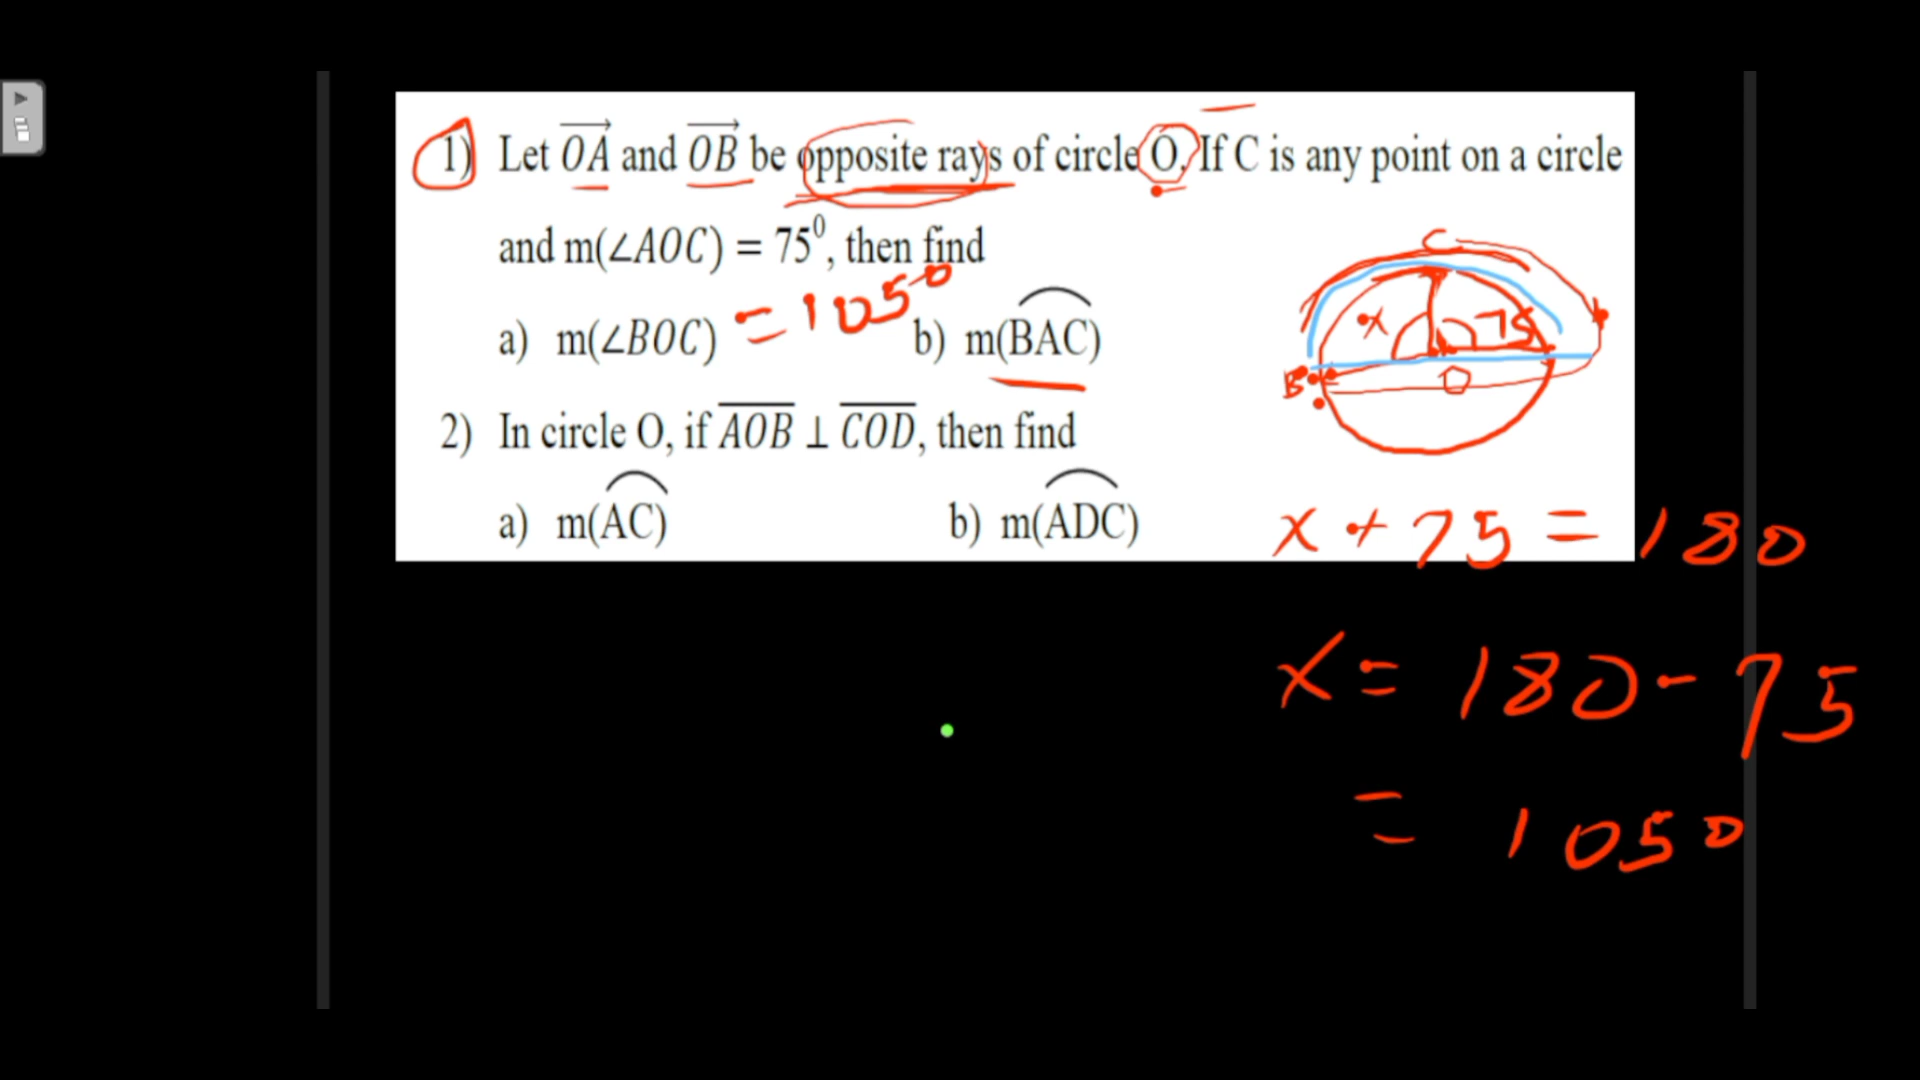 1) Let OA and OB be opposite rays of circle O. If C is any point on a circle
and m(∠AOC) = 75⁰, then find
a) m(∠BOC) = 105⁰ b) m(BAC)
2) In circle O, if AOB ⊥ COD, then find
a) m(AC) b) m(ADC)
C
x 75
B O
x + 75 = 180
x = 180 - 75
= 105⁰